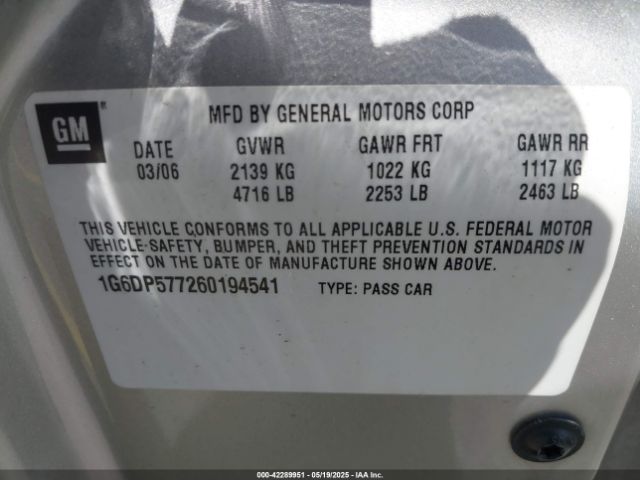 GM®
MFD BY GENERAL MOTORS CORP
DATE GVWR GAWR FRT GAWR RR
03/06 2139 KG 1022 KG 1117 KG
4716 LB 2253 LB 2463 LB
THIS VEHICLE CONFORMS TO ALL APPLICABLE U.S. FEDERAL MOTOR
VEHICLE-SAFETY, BUMPER, AND THEFT PREVENTION STANDARDS IN
EFFECT ON THE DATE OF MANUFACTURE SHOWN ABOVE.
1G6DP577260194541 TYPE: PASS CAR
000-42289951 - 05/19/2025 - IAAI, Inc.